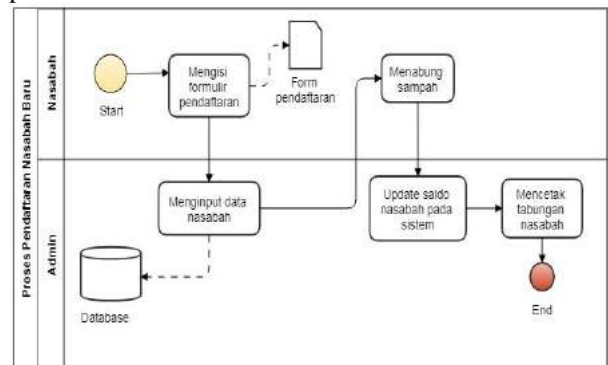 Proses Pendaftaran Nasabah Baru
Nasabah
Start
Mengisi
formulir
pendaftaran
Form
pendaftaran
Menabung
sampah
Admin
Menginput data
nasabah
Database
Update saldo
nasabah pada
sistem
Mencetak
tabungan
nasabah
End